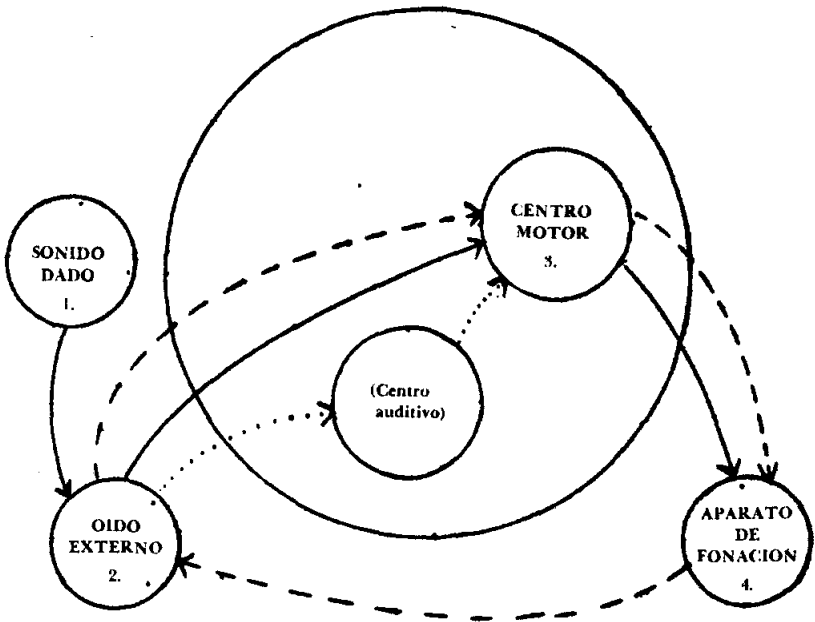 SONIDO
DADO
1.
OIDO
EXTERNO
2.
(Centro
auditivo)
CENTRO
MOTOR
3.
APARATO
DE
FONACION
4.